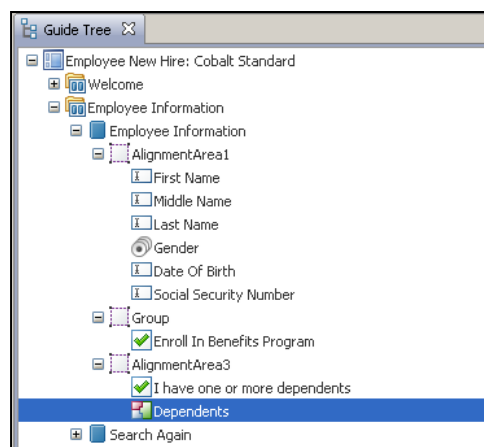 Guide Tree
Employee New Hire: Cobalt Standard
Welcome
Employee Information
Employee Information
AlignmentArea1
First Name
Middle Name
Last Name
Gender
Date Of Birth
Social Security Number
Group
Enroll In Benefits Program
AlignmentArea3
I have one or more dependents
Dependents
Search Again